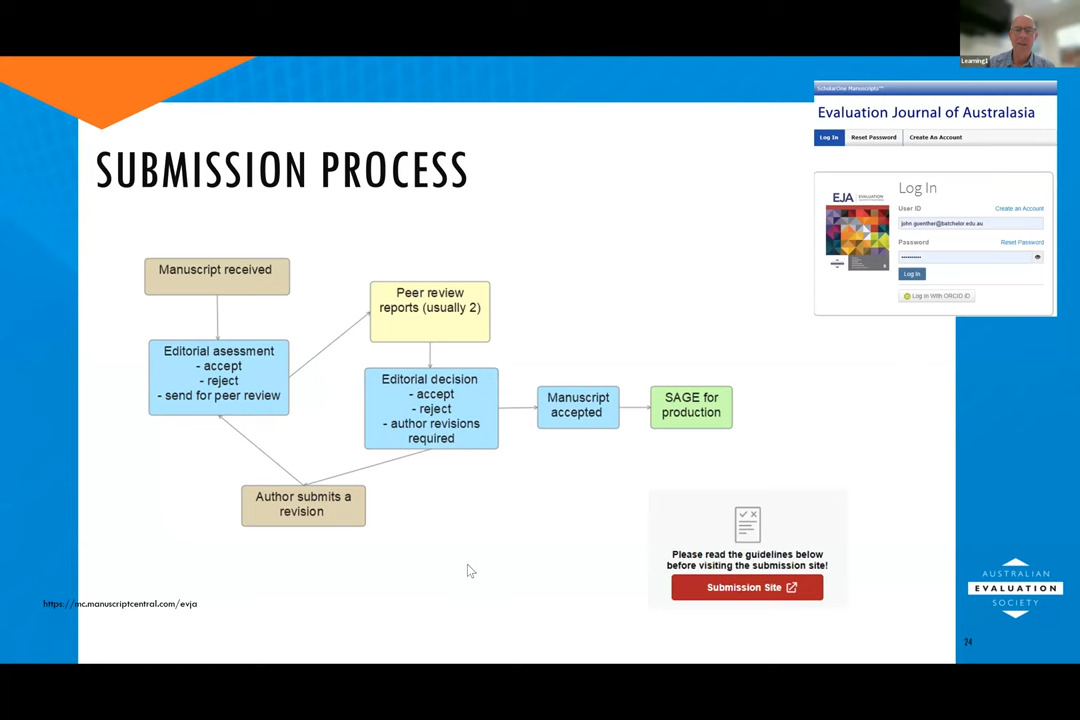 Learning1
SUBMISSION PROCESS
Manuscript received
Editorial asessment
- accept
- reject
- send for peer review
Peer review
reports (usually 2)
Editorial decision
- accept
- reject
- author revisions
required
Manuscript
accepted
SAGE for
production
Author submits a
revision
https://mc.manuscriptcentral.com/evja
ScholarOne Manuscripts™
Evaluation Journal of Australasia
Log In
Reset Password
Create An Account
EJA EVALUATION
Log In
User ID
Create an Account
john.guenther@batchelor.edu.au
Password
Reset Password
Log In
Log In With ORCID iD
Please read the guidelines below
before visiting the submission site!
Submission Site
AUSTRALIAN
EVALUATION
SOCIETY
24